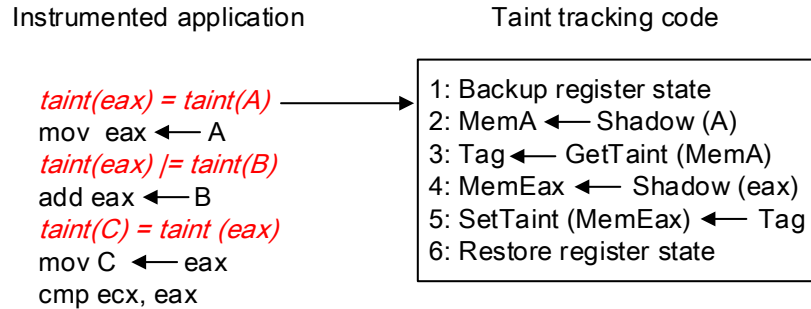 Instrumented application
taint(eax) = taint(A)
mov eax ← A
taint(eax) |= taint(B)
add eax ← B
taint(C) = taint (eax)
mov C ← eax
cmp ecx, eax
Taint tracking code
1: Backup register state
2: MemA ← Shadow (A)
3: Tag ← GetTaint (MemA)
4: MemEax ← Shadow (eax)
5: SetTaint (MemEax) ← Tag
6: Restore register state